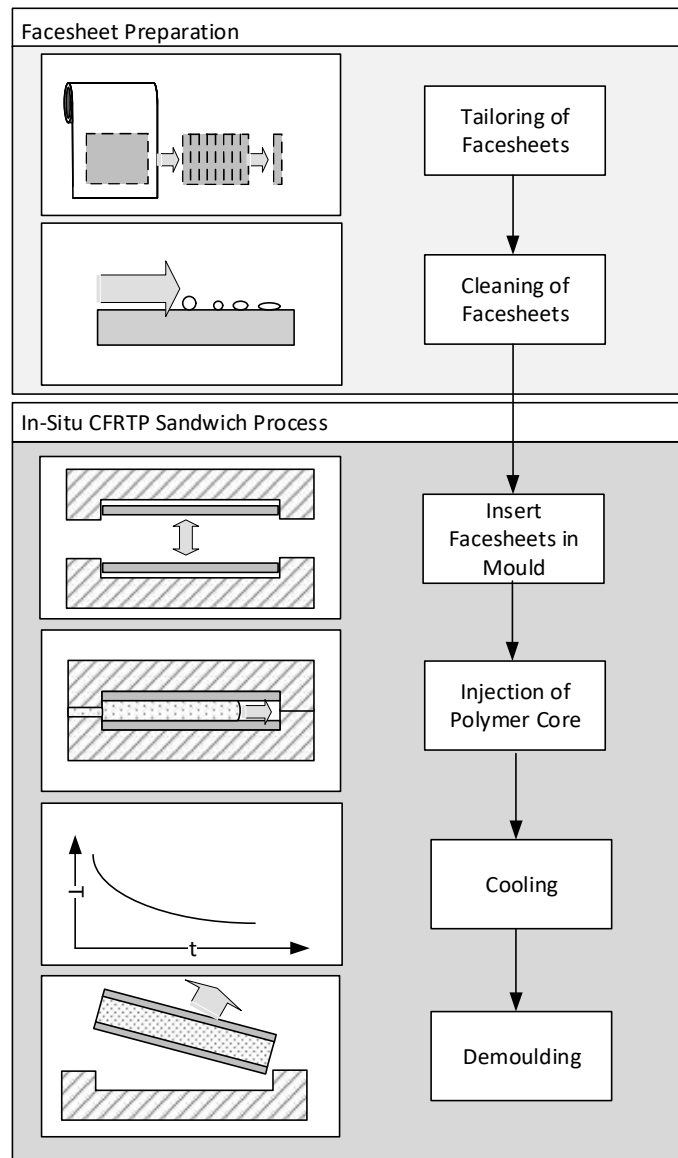 Facesheet Preparation
Tailoring of
Facesheets
Cleaning of
Facesheets
In-Situ CFRTP Sandwich Process
Insert
Facesheets in
Mould
Injection of
Polymer Core
T
t
Cooling
Demoulding